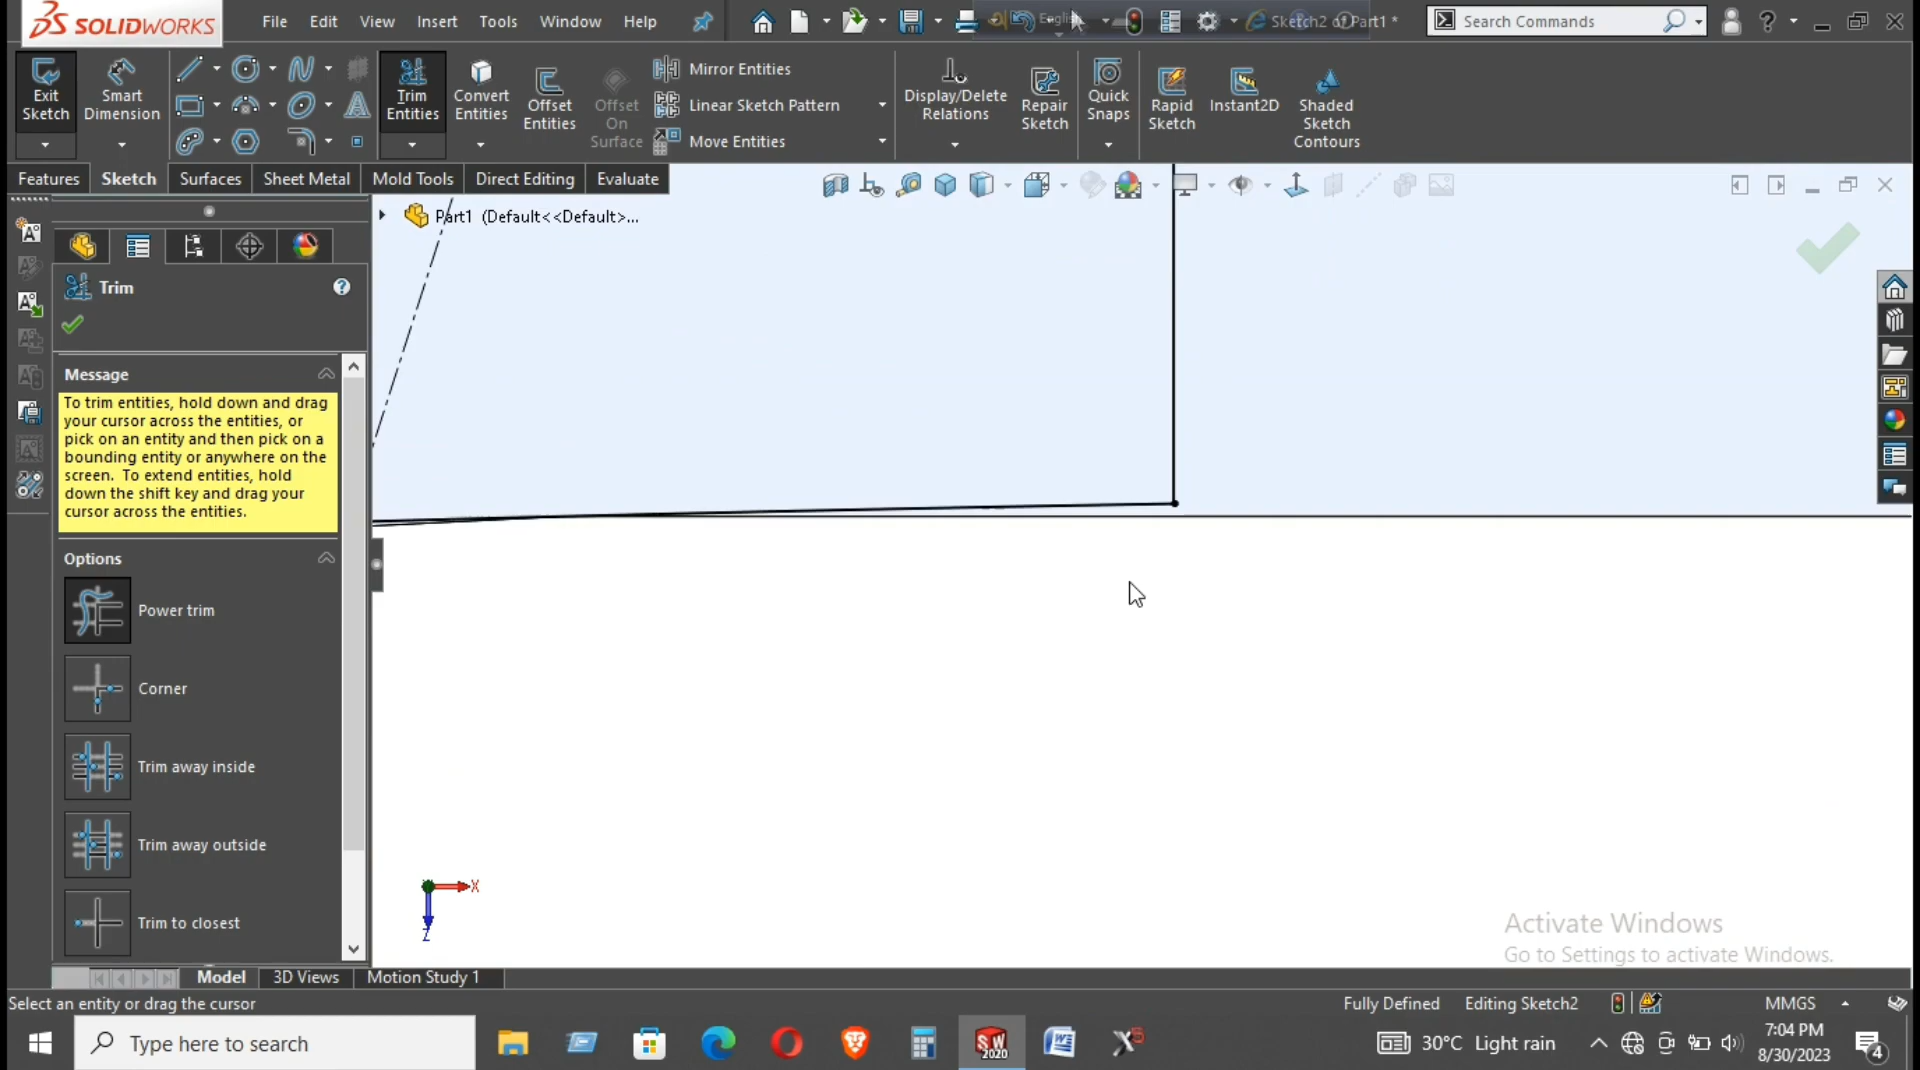 SOLIDWORKS
File Edit View Insert Tools Window Help
English
Sketch2 of Part1 *
Search Commands
Exit Sketch
Smart Dimension
Trim Entities
Convert Entities
Offset Entities
Offset On Surface
Mirror Entities
Linear Sketch Pattern
Move Entities
Display/Delete Relations
Repair Sketch
Quick Snaps
Rapid Sketch
Instant2D
Shaded Sketch Contours
Features Sketch Surfaces Sheet Metal Mold Tools Direct Editing Evaluate
Part1 (Default<<Default>...
Trim
Message
To trim entities, hold down and drag
your cursor across the entities, or
pick on an entity and then pick on a
bounding entity or anywhere on the
screen. To extend entities, hold
down the shift key and drag your
cursor across the entities.
Options
Power trim
Corner
Trim away inside
Trim away outside
Trim to closest
X
Z
Activate Windows
Go to Settings to activate Windows.
Model 3D Views Motion Study 1
Select an entity or drag the cursor
Fully Defined Editing Sketch2 MMGS
Type here to search
SW
2020
30°C Light rain
7:04 PM
8/30/2023
4